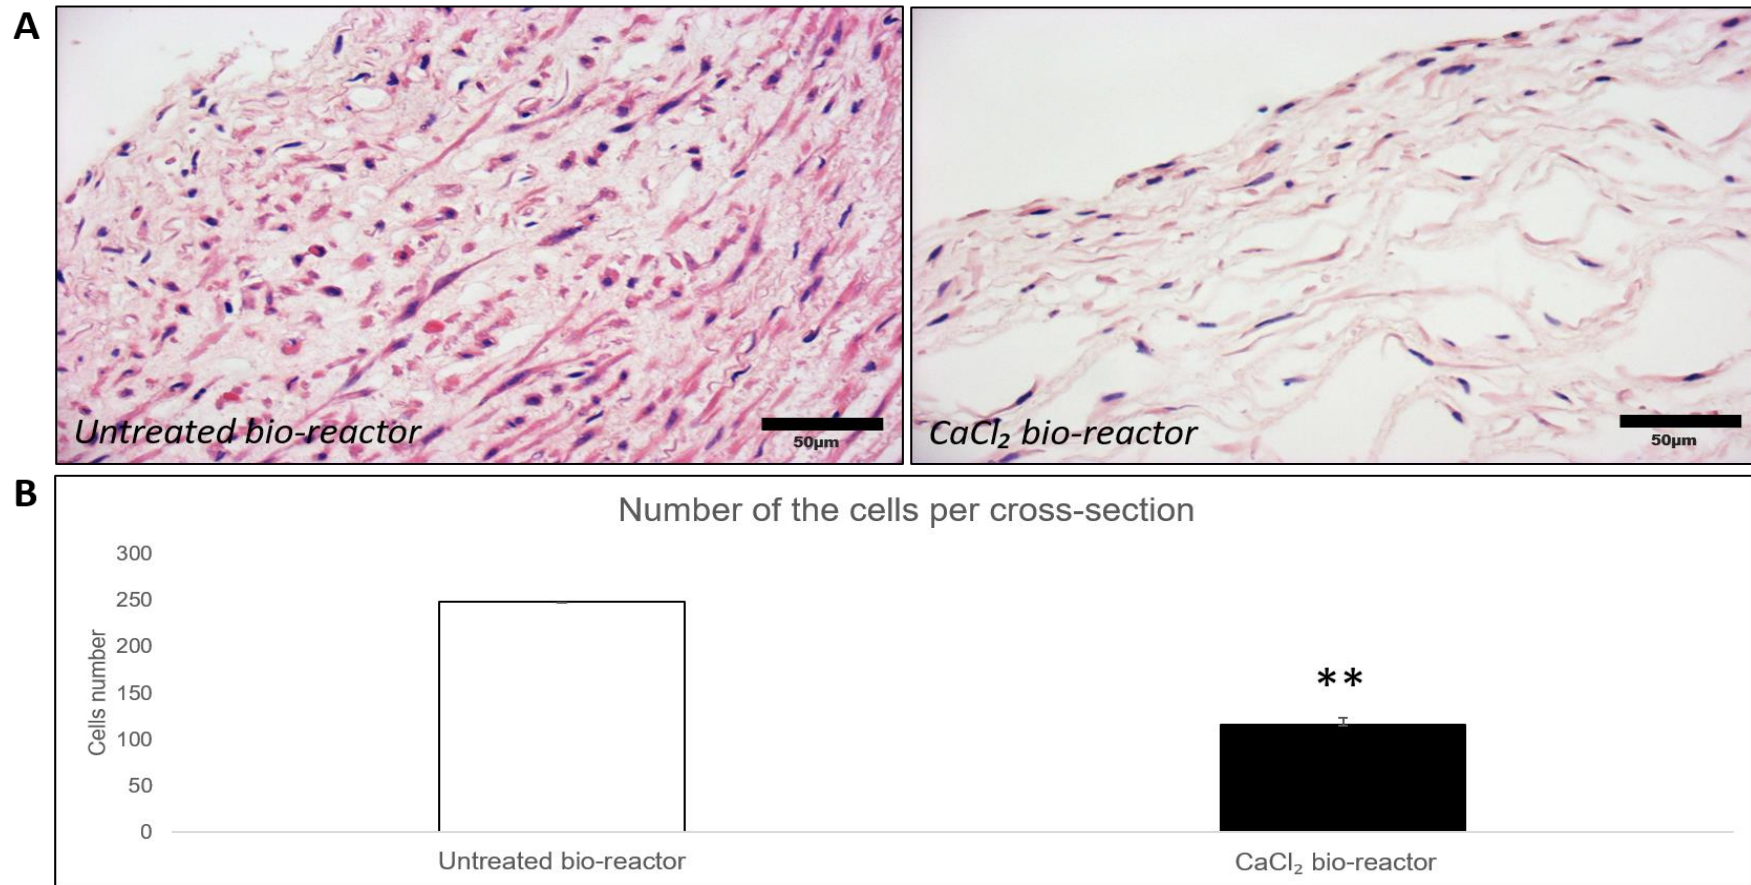 A
Untreated bio-reactor
50µm
CaCl₂ bio-reactor
50µm
B
Number of the cells per cross-section
Cells number
300
250
200
150
100
50
0
**
Untreated bio-reactor
CaCl₂ bio-reactor